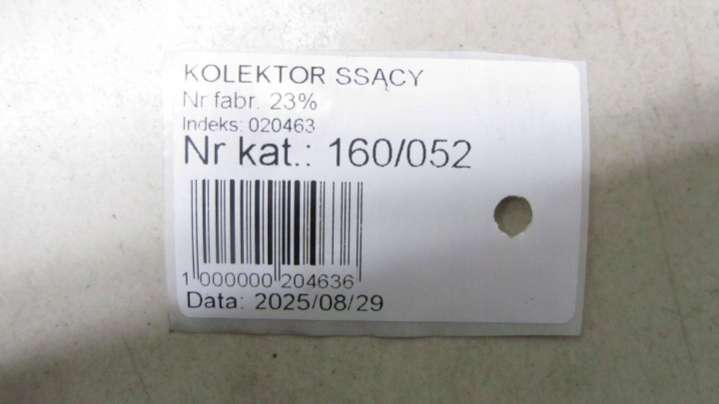 KOLEKTOR SSĄCY
Nr fabr. 23%
Indeks: 020463
Nr kat.: 160/052
1 000000 204636
Data: 2025/08/29